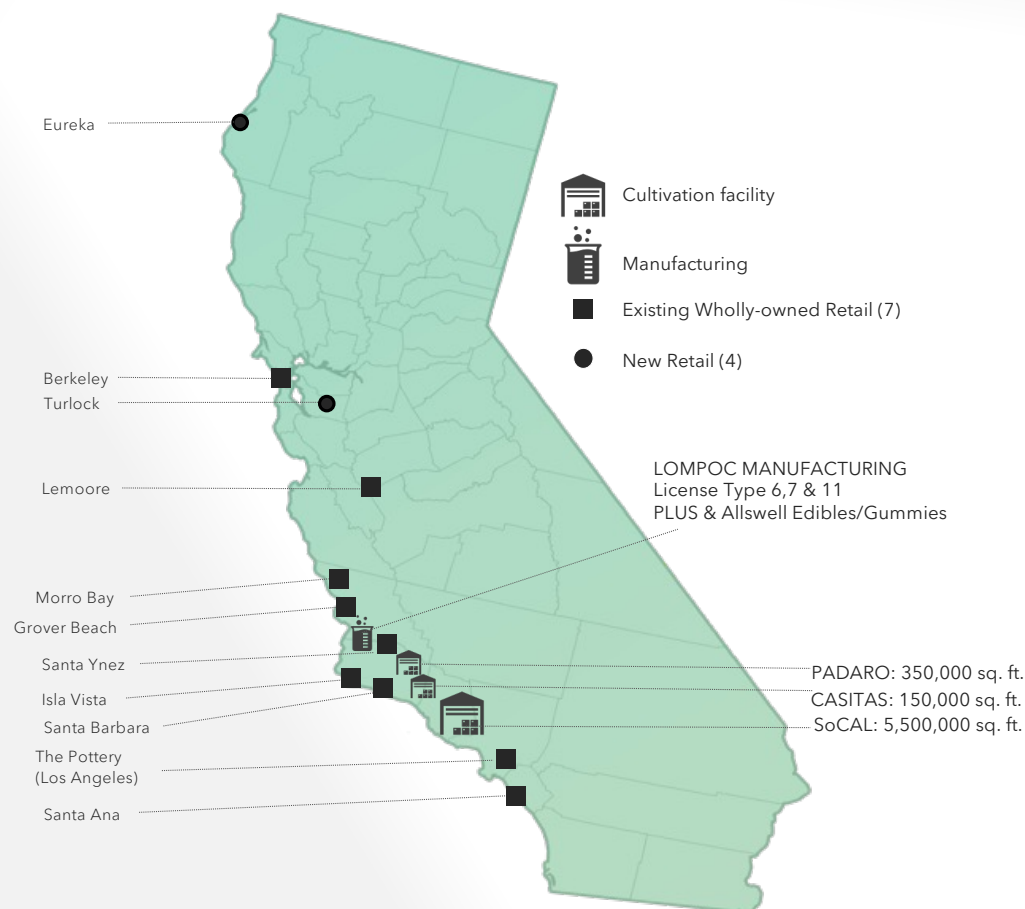 Eureka
Cultivation facility
Manufacturing
Existing Wholly-owned Retail (7)
New Retail (4)
Berkeley
Turlock
Lemoore
LOMPOC MANUFACTURING
License Type 6,7 & 11
PLUS & Allswell Edibles/Gummies
Morro Bay
Grover Beach
Santa Ynez
Isla Vista
Santa Barbara
The Pottery
(Los Angeles)
Santa Ana
PADARO: 350,000 sq. ft.
CASITAS: 150,000 sq. ft.
SoCAL: 5,500,000 sq. ft.